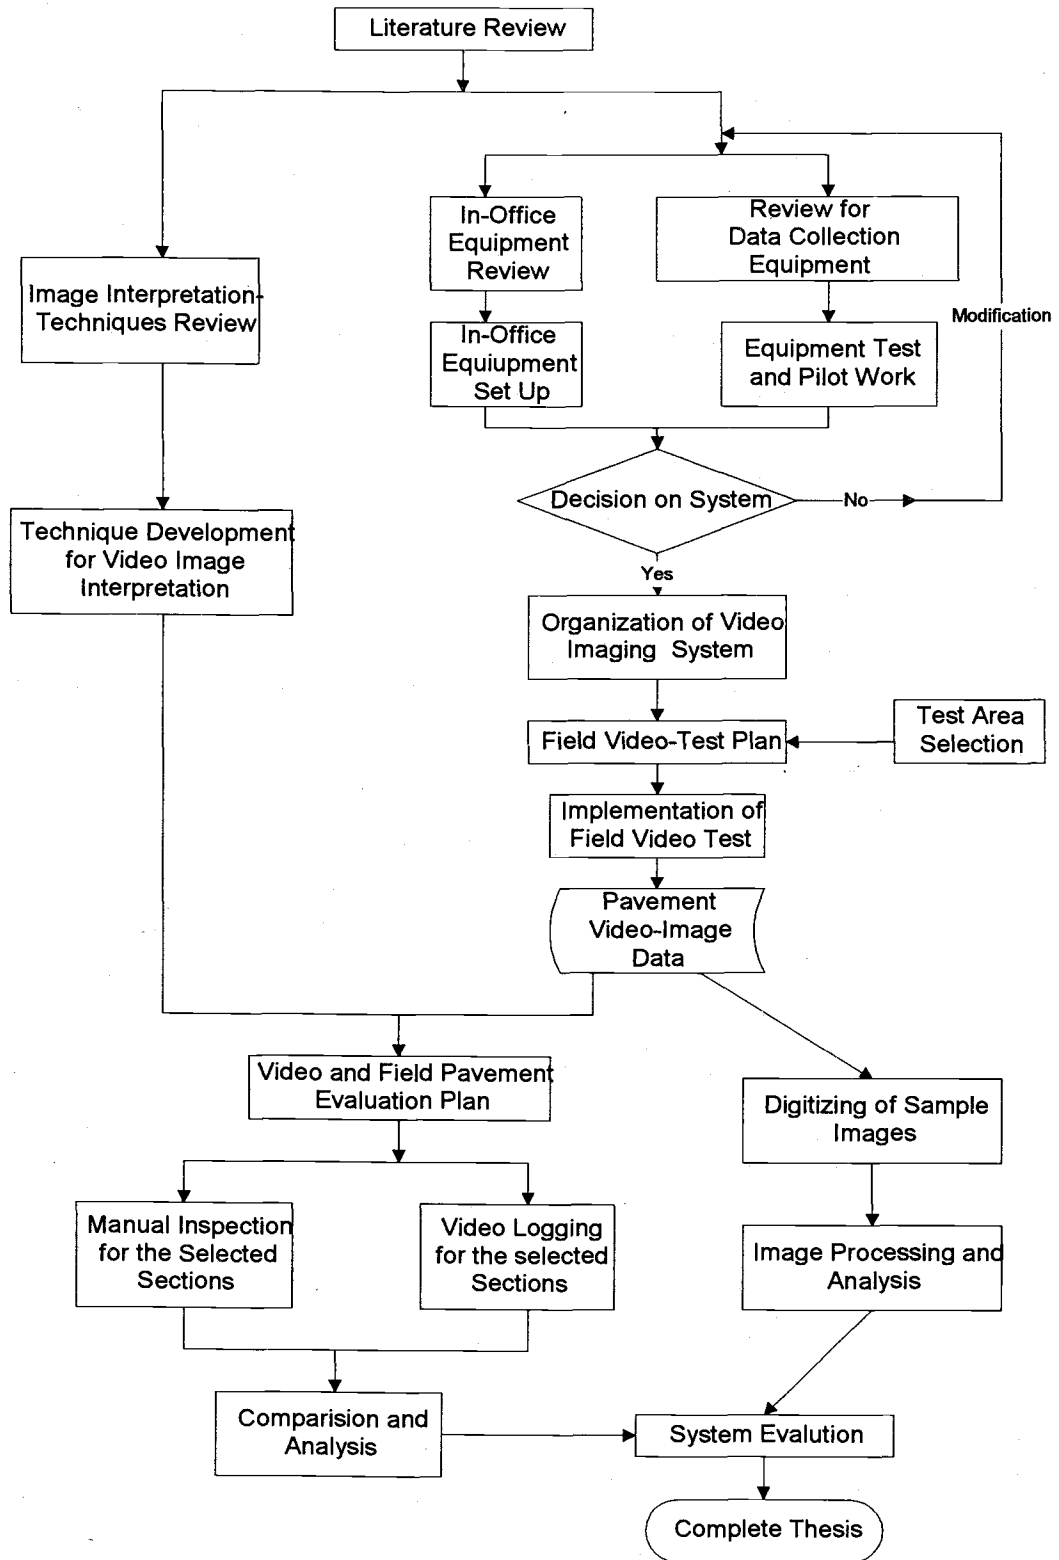 Literature Review
In-Office
Equipment
Review
Review for
Data Collection
Equipment
Image Interpretation-
Techniques Review
Modification
In-Office
Equiupment
Set Up
Equipment Test
and Pilot Work
Decision on System
No
Technique Development
for Video Image
Interpretation
Yes
Organization of Video
Imaging System
Test Area
Selection
Field Video-Test Plan
Implementation of
Field Video Test
Pavement
Video-Image
Data
Video and Field Pavement
Evaluation Plan
Digitizing of Sample
Images
Manual Inspection
for the Selected
Sections
Video Logging
for the selected
Sections
Image Processing and
Analysis
Comparision and
Analysis
System Evalution
Complete Thesis